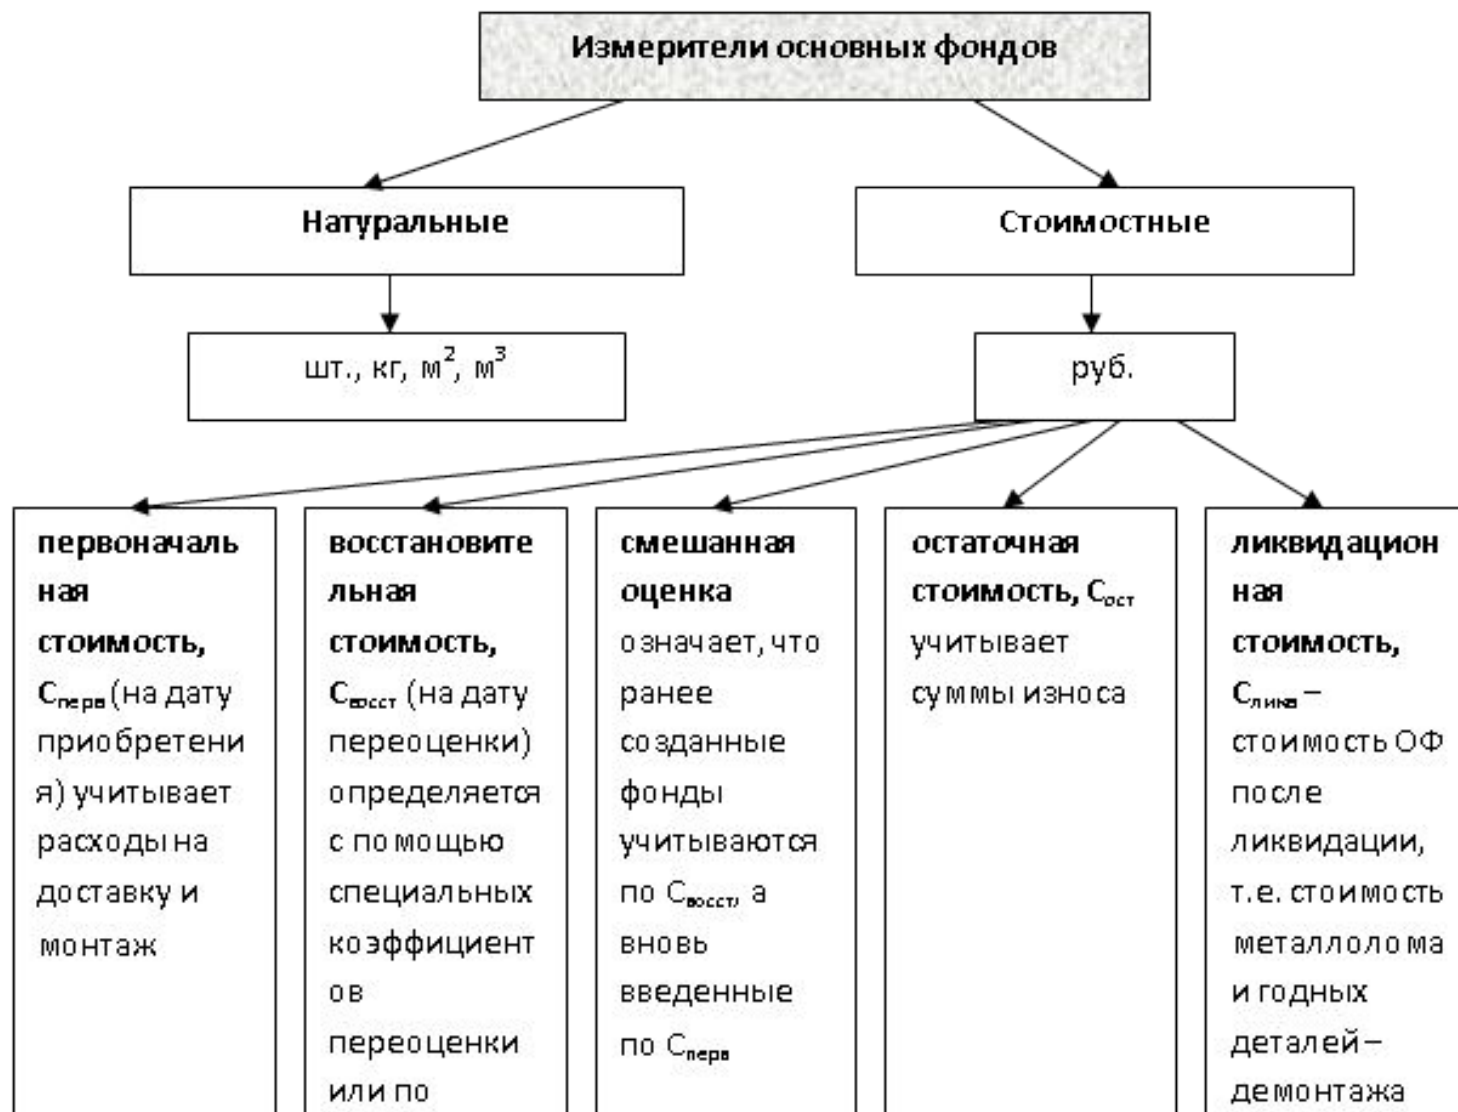 Измерители основных фондов
Натуральные
Стоимостные
шт., кг, м², м³
руб.
первоначаль
ная
стоимость,
Сперв (на дату
приобретени
я) учитывает
расходы на
доставку и
монтаж
восстановите
льная
стоимость,
Свосст (на дату
переоценки)
определяется
с помощью
специальных
коэффициент
ов
переоценки
или по
смешанная
оценка
означает, что
ранее
созданные
фонды
учитываются
по Свосст, а
вновь
введенные
по Сперв
остаточная
стоимость, Сост
учитывает
суммы износа
ликвидацион
ная
стоимость,
Сликв –
стоимость ОФ
после
ликвидации,
т.е. стоимость
металлолома
и годных
деталей –
демонтажа